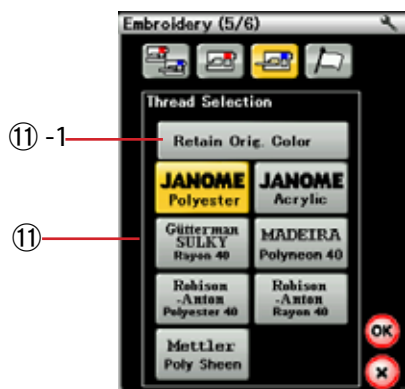 Embroidery (5/6)
Thread Selection
⑪ -1
Retain Orig. Color
JANOME
Polyester
JANOME
Acrylic
⑪
Gütterman
SULKY
Rayon 40
MADEIRA
Polyneon 40
Robison
-Anton
Polyester 40
Robison
-Anton
Rayon 40
Mettler
Poly Sheen
OK